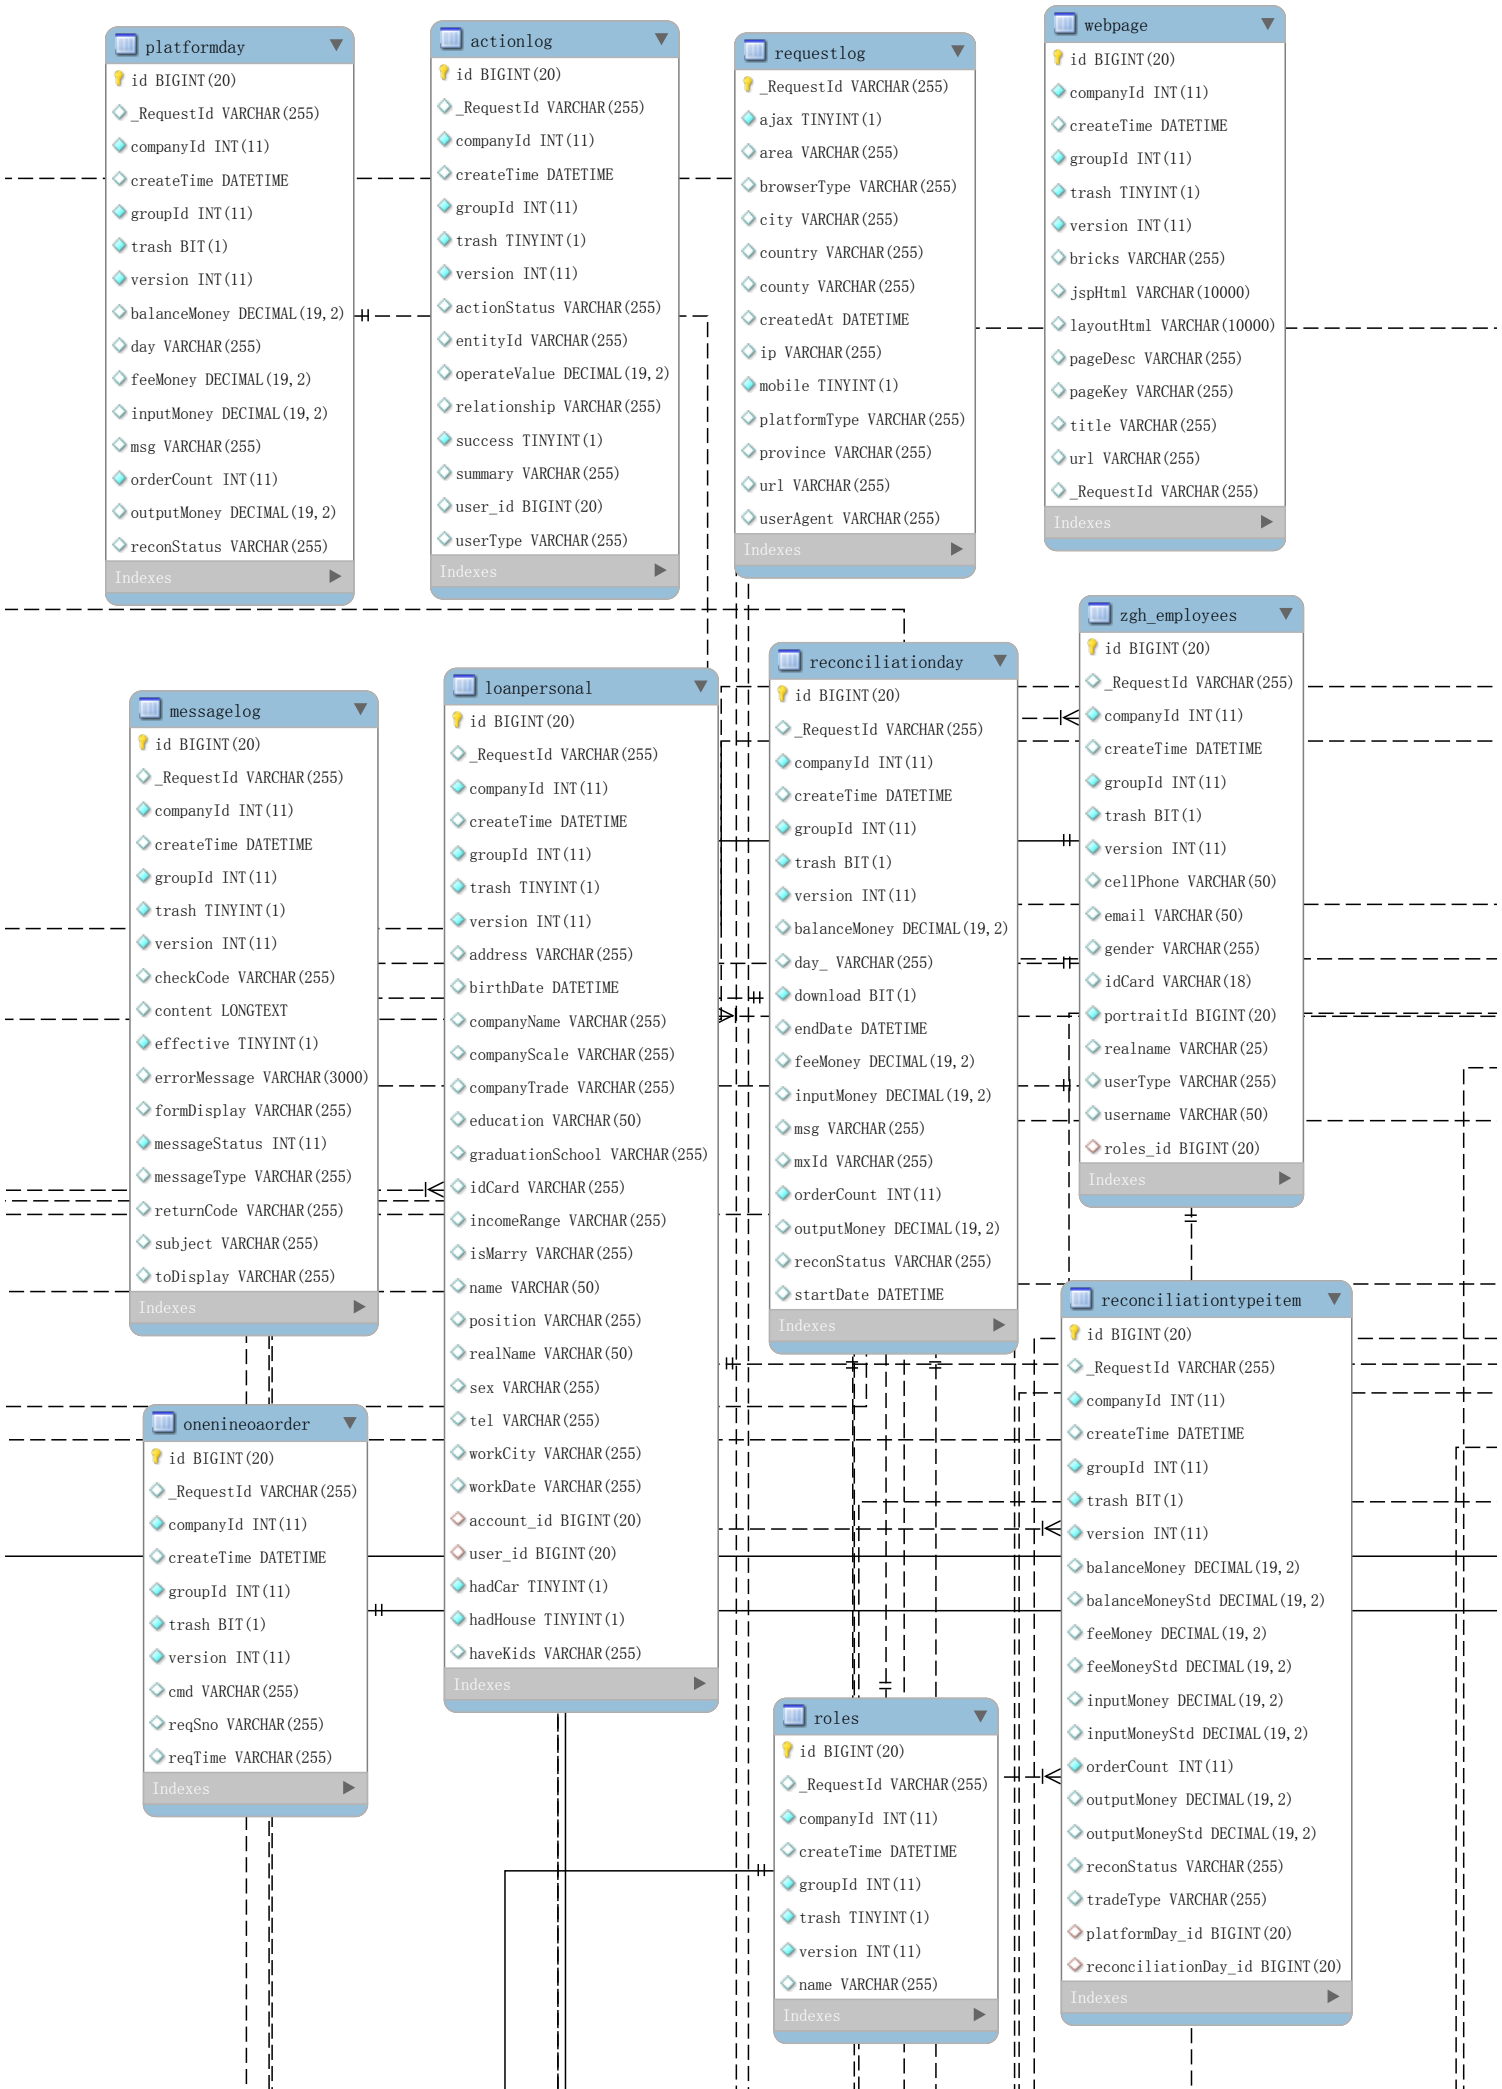 platformday
id BIGINT(20)
_RequestId VARCHAR(255)
companyId INT(11)
createTime DATETIME
groupId INT(11)
trash BIT(1)
version INT(11)
balanceMoney DECIMAL(19,2)
day VARCHAR(255)
feeMoney DECIMAL(19,2)
inputMoney DECIMAL(19,2)
msg VARCHAR(255)
orderCount INT(11)
outputMoney DECIMAL(19,2)
reconStatus VARCHAR(255)
Indexes
actionlog
id BIGINT(20)
_RequestId VARCHAR(255)
companyId INT(11)
createTime DATETIME
groupId INT(11)
trash TINYINT(1)
version INT(11)
actionStatus VARCHAR(255)
entityId VARCHAR(255)
operateValue DECIMAL(19,2)
relationship VARCHAR(255)
success TINYINT(1)
summary VARCHAR(255)
user_id BIGINT(20)
userType VARCHAR(255)
Indexes
requestlog
_RequestId VARCHAR(255)
ajax TINYINT(1)
area VARCHAR(255)
browserType VARCHAR(255)
city VARCHAR(255)
country VARCHAR(255)
county VARCHAR(255)
createdAt DATETIME
ip VARCHAR(255)
mobile TINYINT(1)
platformType VARCHAR(255)
province VARCHAR(255)
url VARCHAR(255)
userAgent VARCHAR(255)
Indexes
webpage
id BIGINT(20)
companyId INT(11)
createTime DATETIME
groupId INT(11)
trash TINYINT(1)
version INT(11)
bricks VARCHAR(255)
jspHtml VARCHAR(10000)
layoutHtml VARCHAR(10000)
pageDesc VARCHAR(255)
pageKey VARCHAR(255)
title VARCHAR(255)
url VARCHAR(255)
_RequestId VARCHAR(255)
Indexes
messagelog
id BIGINT(20)
_RequestId VARCHAR(255)
companyId INT(11)
createTime DATETIME
groupId INT(11)
trash TINYINT(1)
version INT(11)
checkCode VARCHAR(255)
content LONGTEXT
effective TINYINT(1)
errorMessage VARCHAR(3000)
formDisplay VARCHAR(255)
messageStatus INT(11)
messageType VARCHAR(255)
returnCode VARCHAR(255)
subject VARCHAR(255)
toDisplay VARCHAR(255)
Indexes
loanpersonal
id BIGINT(20)
_RequestId VARCHAR(255)
companyId INT(11)
createTime DATETIME
groupId INT(11)
trash TINYINT(1)
version INT(11)
address VARCHAR(255)
birthDate DATETIME
companyName VARCHAR(255)
companyScale VARCHAR(255)
companyTrade VARCHAR(255)
education VARCHAR(50)
graduationSchool VARCHAR(255)
idCard VARCHAR(255)
incomeRange VARCHAR(255)
isMarry VARCHAR(255)
name VARCHAR(50)
position VARCHAR(255)
realName VARCHAR(50)
sex VARCHAR(255)
tel VARCHAR(255)
workCity VARCHAR(255)
workDate VARCHAR(255)
account_id BIGINT(20)
user_id BIGINT(20)
hadCar TINYINT(1)
hadHouse TINYINT(1)
haveKids VARCHAR(255)
Indexes
reconciliationday
id BIGINT(20)
_RequestId VARCHAR(255)
companyId INT(11)
createTime DATETIME
groupId INT(11)
trash BIT(1)
version INT(11)
balanceMoney DECIMAL(19,2)
day_ VARCHAR(255)
download BIT(1)
endDate DATETIME
feeMoney DECIMAL(19,2)
inputMoney DECIMAL(19,2)
msg VARCHAR(255)
mxId VARCHAR(255)
orderCount INT(11)
outputMoney DECIMAL(19,2)
reconStatus VARCHAR(255)
startDate DATETIME
Indexes
zgh_employees
id BIGINT(20)
_RequestId VARCHAR(255)
companyId INT(11)
createTime DATETIME
groupId INT(11)
trash BIT(1)
version INT(11)
cellPhone VARCHAR(50)
email VARCHAR(50)
gender VARCHAR(255)
idCard VARCHAR(18)
portraitId BIGINT(20)
realname VARCHAR(25)
userType VARCHAR(255)
username VARCHAR(50)
roles_id BIGINT(20)
Indexes
onenineoaorder
id BIGINT(20)
_RequestId VARCHAR(255)
companyId INT(11)
createTime DATETIME
groupId INT(11)
trash BIT(1)
version INT(11)
cmd VARCHAR(255)
reqSno VARCHAR(255)
reqTime VARCHAR(255)
Indexes
roles
id BIGINT(20)
_RequestId VARCHAR(255)
companyId INT(11)
createTime DATETIME
groupId INT(11)
trash TINYINT(1)
version INT(11)
name VARCHAR(255)
Indexes
reconciliationtypeitem
id BIGINT(20)
_RequestId VARCHAR(255)
companyId INT(11)
createTime DATETIME
groupId INT(11)
trash BIT(1)
version INT(11)
balanceMoney DECIMAL(19,2)
balanceMoneyStd DECIMAL(19,2)
feeMoney DECIMAL(19,2)
feeMoneyStd DECIMAL(19,2)
inputMoney DECIMAL(19,2)
inputMoneyStd DECIMAL(19,2)
orderCount INT(11)
outputMoney DECIMAL(19,2)
outputMoneyStd DECIMAL(19,2)
reconStatus VARCHAR(255)
tradeType VARCHAR(255)
platformDay_id BIGINT(20)
reconciliationDay_id BIGINT(20)
Indexes